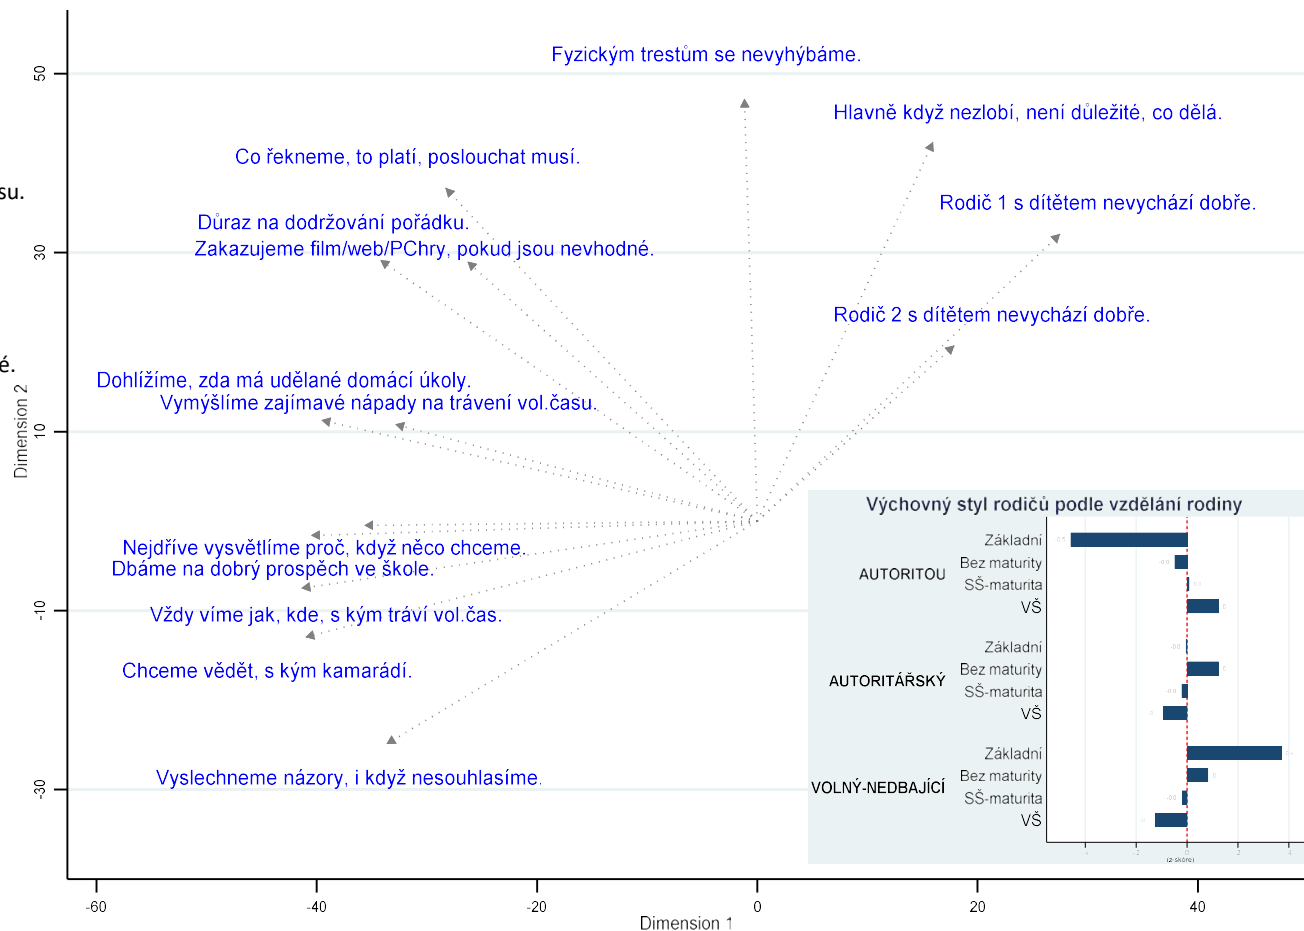 Fyzickým trestům se nevyhýbáme.
50
Hlavně když nezlobí, není důležité, co dělá.
Co řekneme, to platí, poslouchat musí.
su.
Rodič 1 s dítětem nevychází dobře.
Důraz na dodržování pořádku.
30
Zakazujeme film/web/PChry, pokud jsou nevhodné.
Rodič 2 s dítětem nevychází dobře.
é.
Dohlížíme, zda má udělané domácí úkoly.
Vymýšlíme zajímavé nápady na trávení vol.času.
10
Dimension 2
Nejdříve vysvětlíme proč, když něco chceme.
Dbáme na dobrý prospěch ve škole.
-10
Vždy víme jak, kde, s kým tráví vol.čas.
Chceme vědět, s kým kamarádí.
Vyslechneme názory, i když nesouhlasíme.
-30
Výchovný styl rodičů podle vzdělání rodiny
AUTORITOU
Základní
Bez maturity
SŠ-maturita
VŠ
AUTORITÁŘSKÝ
Základní
Bez maturity
SŠ-maturita
VŠ
VOLNÝ-NEDBAJÍCÍ
Základní
Bez maturity
SŠ-maturita
VŠ
(z-skóre)
-60 -40 -20 0 20 40
Dimension 1